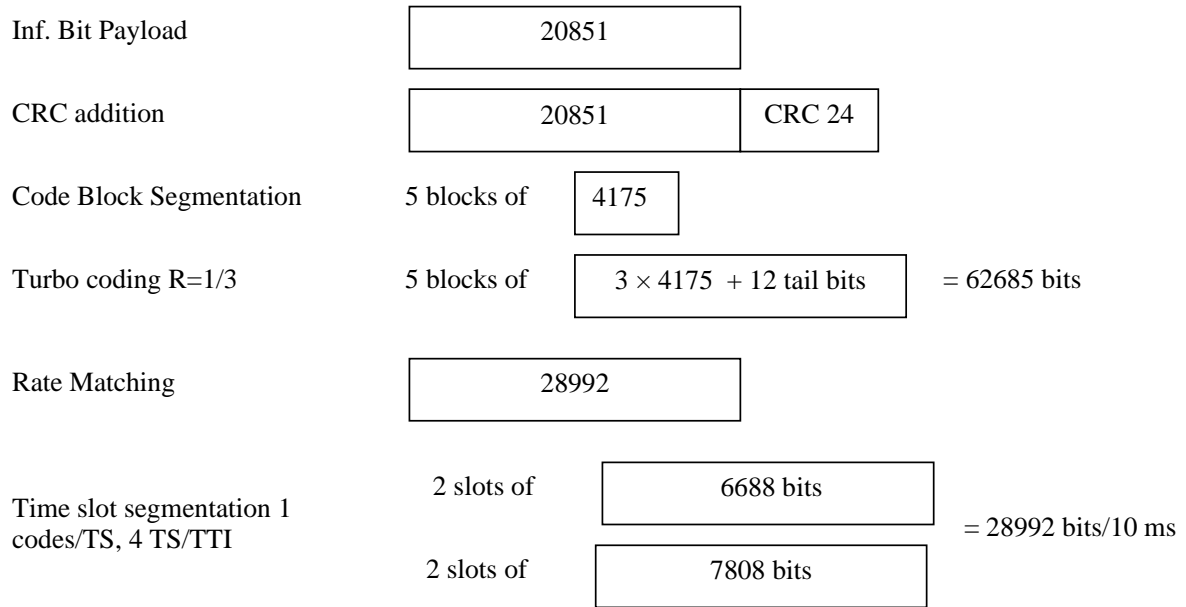 Inf. Bit Payload 20851
CRC addition 20851 CRC 24
Code Block Segmentation 5 blocks of 4175
Turbo coding R=1/3 5 blocks of 3 × 4175 + 12 tail bits = 62685 bits
Rate Matching 28992
2 slots of 6688 bits
Time slot segmentation 1
codes/TS, 4 TS/TTI = 28992 bits/10 ms
2 slots of 7808 bits